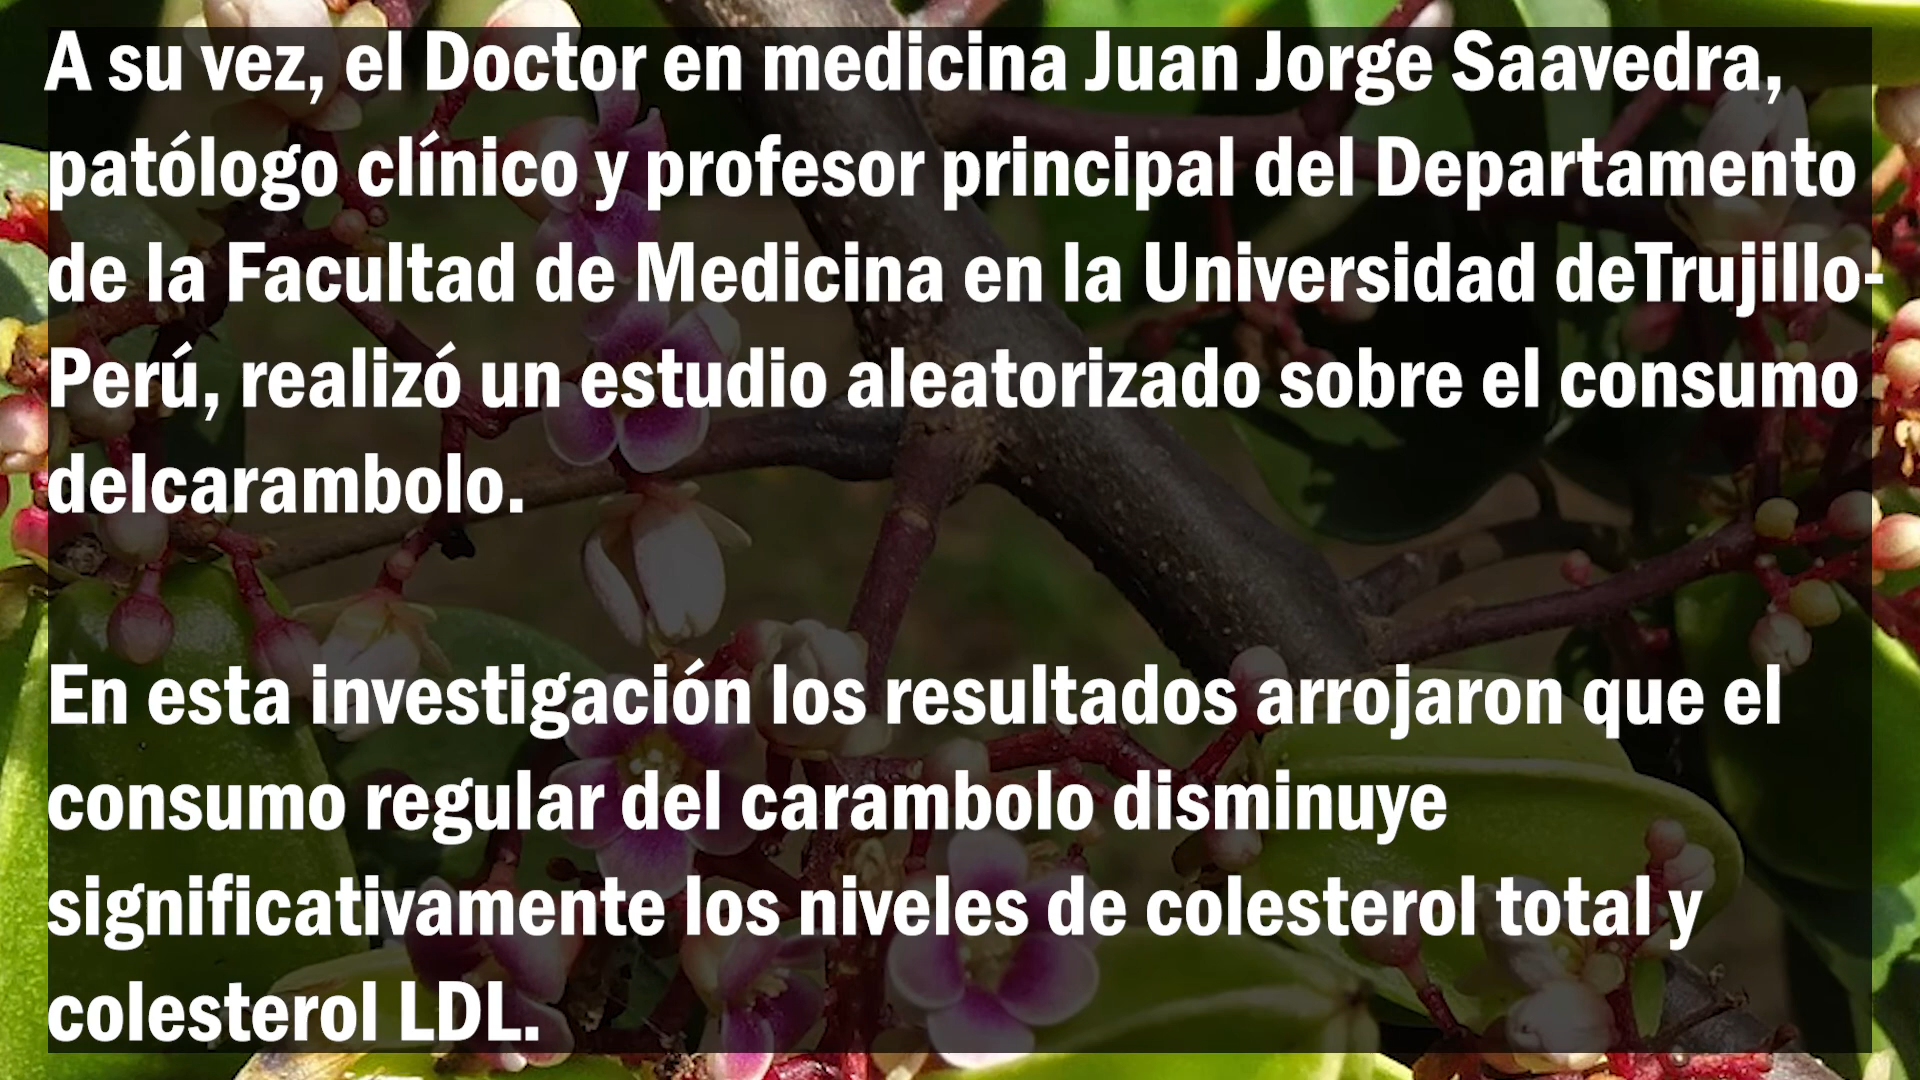 A su vez, el Doctor en medicina Juan Jorge Saavedra,
patólogo clínico y profesor principal del Departamento
de la Facultad de Medicina en la Universidad deTrujillo-
Perú, realizó un estudio aleatorizado sobre el consumo
delcarambolo.
En esta investigación los resultados arrojaron que el
consumo regular del carambolo disminuye
significativamente los niveles de colesterol total y
colesterol LDL.